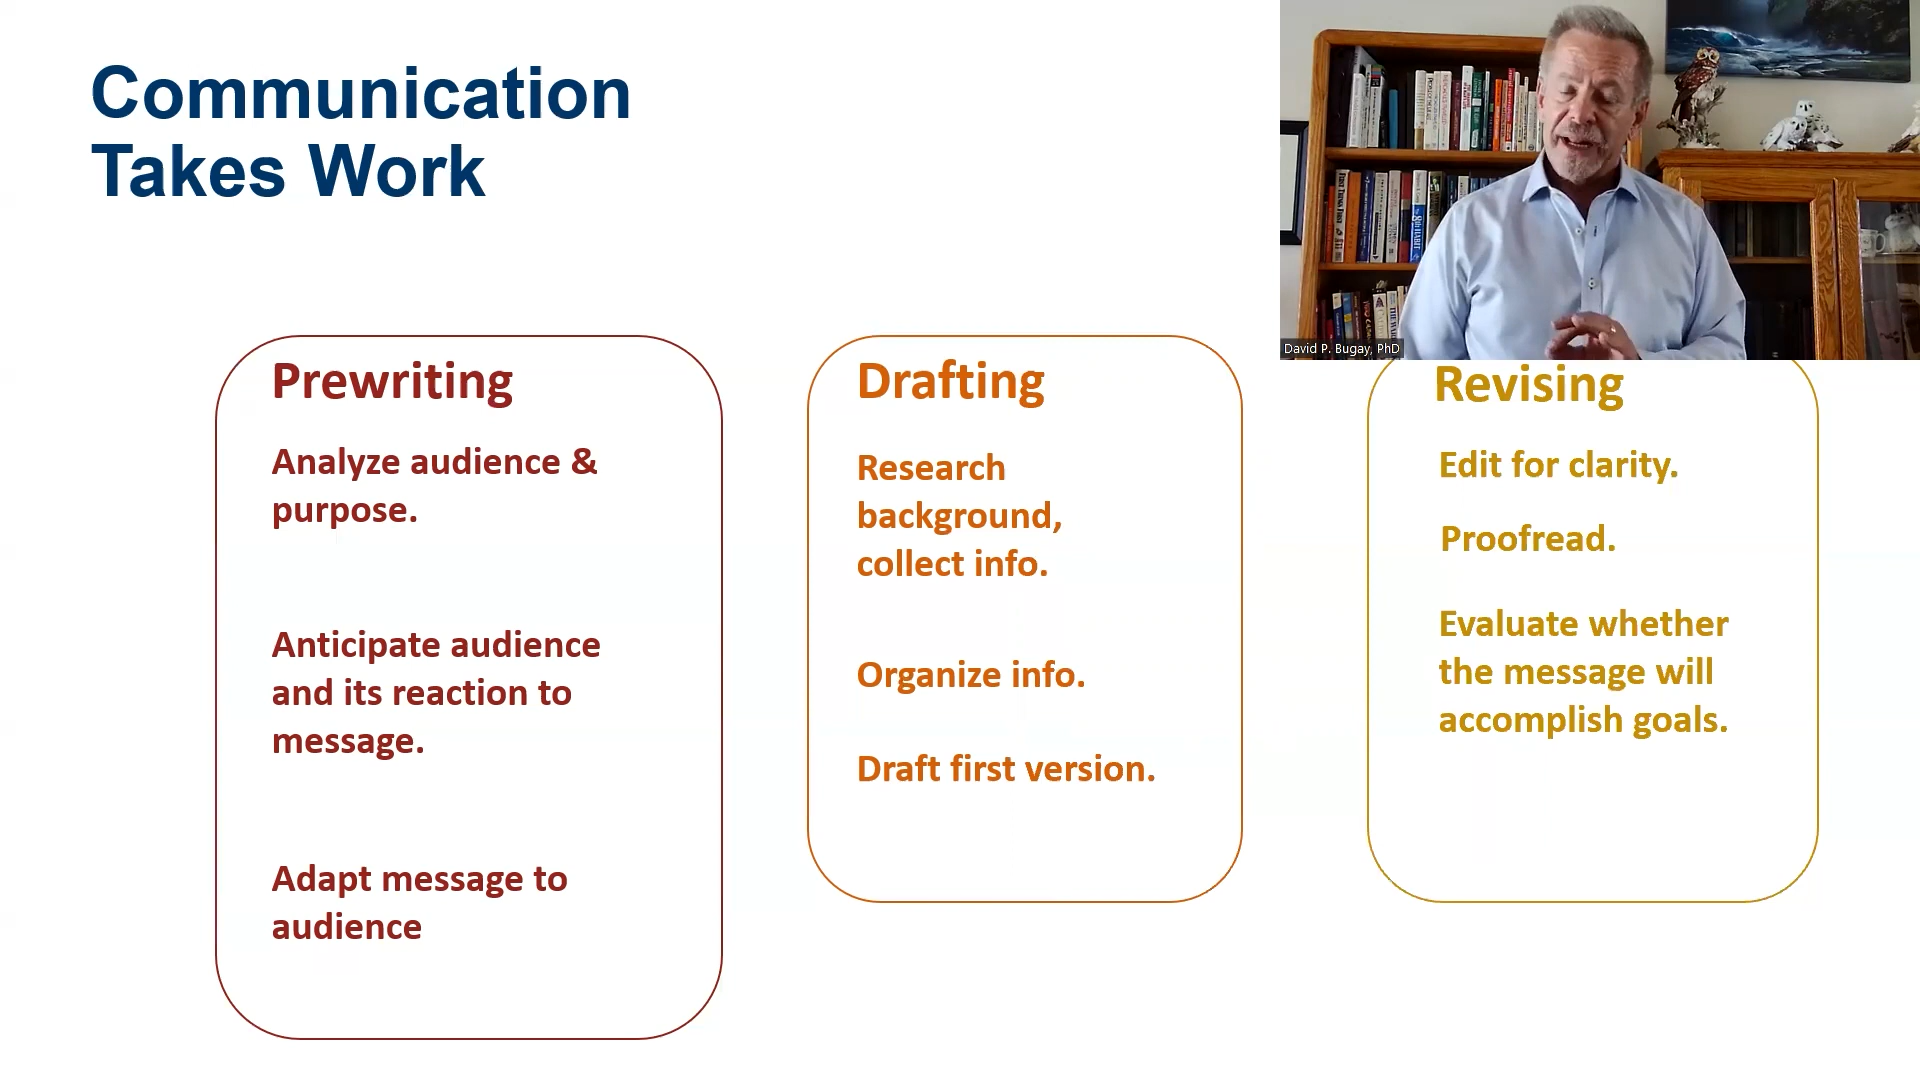 Communication
Takes Work
David P. Bugay, PhD
Prewriting
Analyze audience &
purpose.
Anticipate audience
and its reaction to
message.
Adapt message to
audience
Drafting
Research
background,
collect info.
Organize info.
Draft first version.
Revising
Edit for clarity.
Proofread.
Evaluate whether
the message will
accomplish goals.